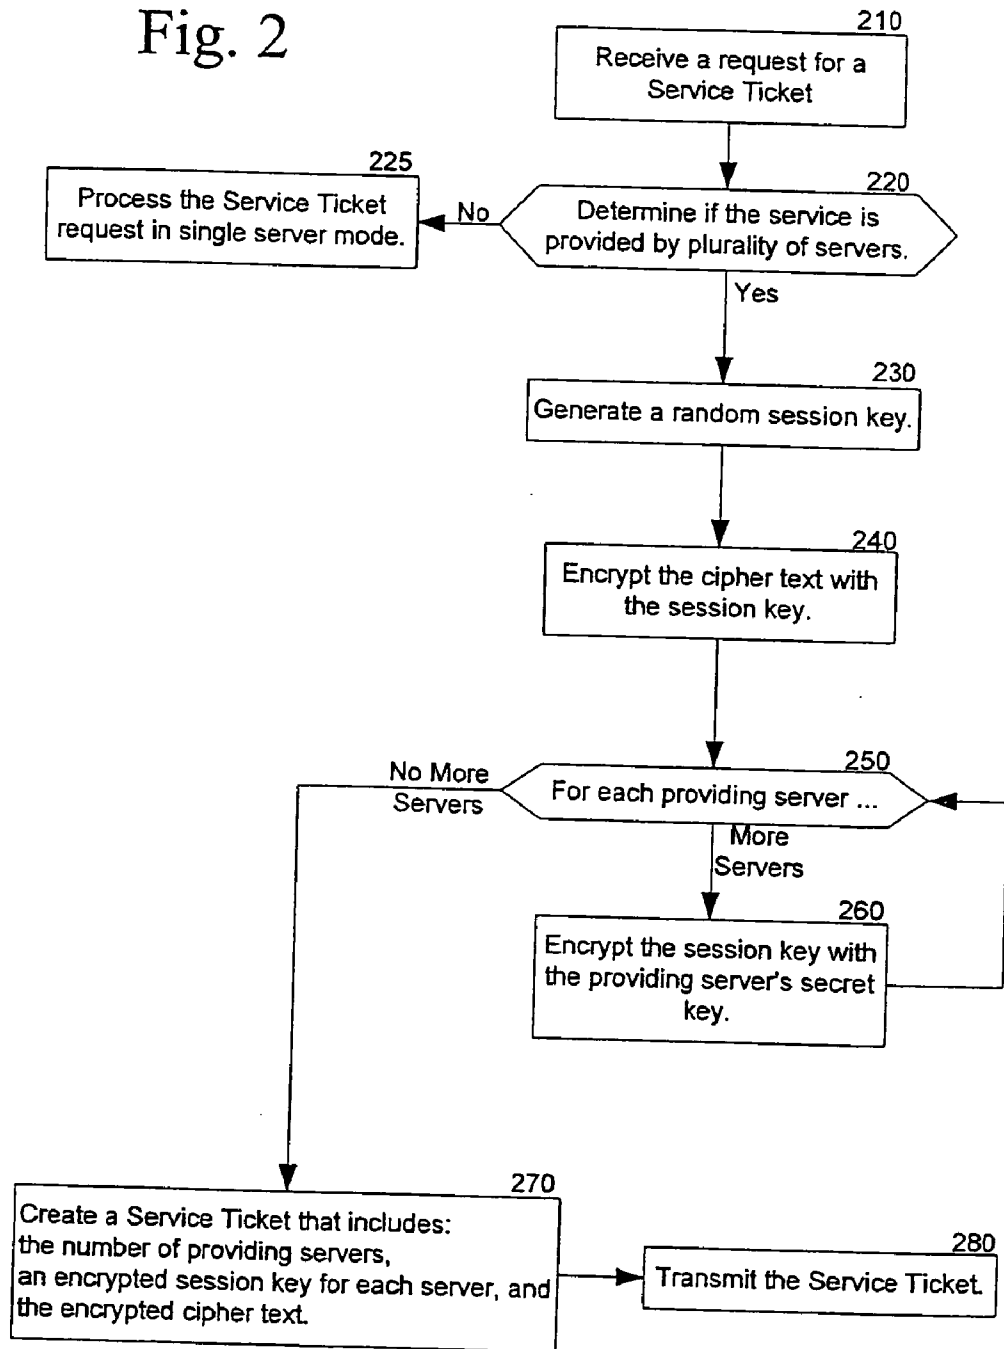 Fig. 2
210
Receive a request for a
Service Ticket
225
Process the Service Ticket
request in single server mode.
No
220
Determine if the service is
provided by plurality of servers.
Yes
230
Generate a random session key.
240
Encrypt the cipher text with
the session key.
No More
Servers
250
For each providing server ...
More
Servers
260
Encrypt the session key with
the providing server's secret
key.
270
Create a Service Ticket that includes:
the number of providing servers,
an encrypted session key for each server, and
the encrypted cipher text.
280
Transmit the Service Ticket.